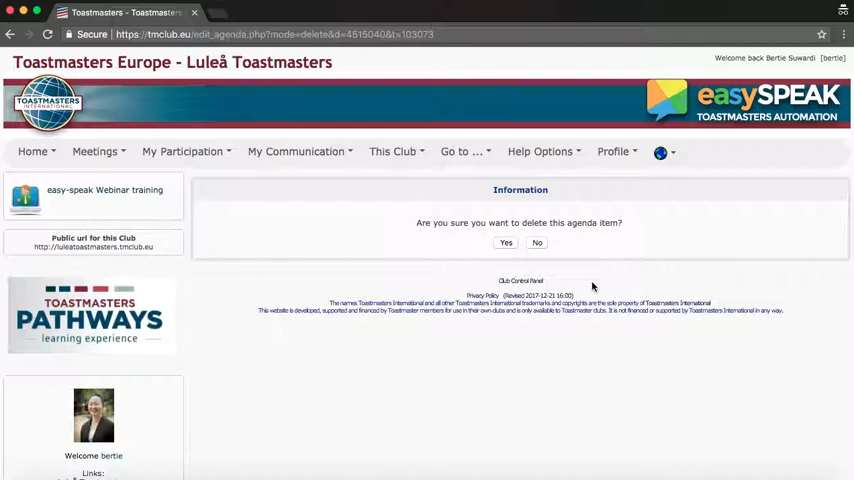 Toastmasters - Toastmasters
Secure
https://tmclub.eu/edit_agenda.php?mode=delete&d=4515040&t=103073
Toastmasters Europe - Luleå Toastmasters
Welcome back Bertie Suwardi [bertie]
TOASTMASTERS
INTERNATIONAL
easySPEAK
TOASTMASTERS AUTOMATION
Home Meetings My Participation My Communication This Club Go to ... Help Options Profile
easy-speak Webinar training
Public url for this Club
http://luleatoastmasters.tmclub.eu
TOASTMASTERS
PATHWAYS
learning experience
Welcome bertie
Links:
Information
Are you sure you want to delete this agenda item?
Yes No
Club Control Panel
Privacy Policy (Revised 2017-12-21 16:00)
The names Toastmasters International and all other Toastmasters International trademarks and copyrights are the sole property of Toastmasters International
This website is developed, supported and financed by Toastmaster members for use in their own clubs and is only available to Toastmaster clubs. It is not financed or supported by Toastmasters International in any way.